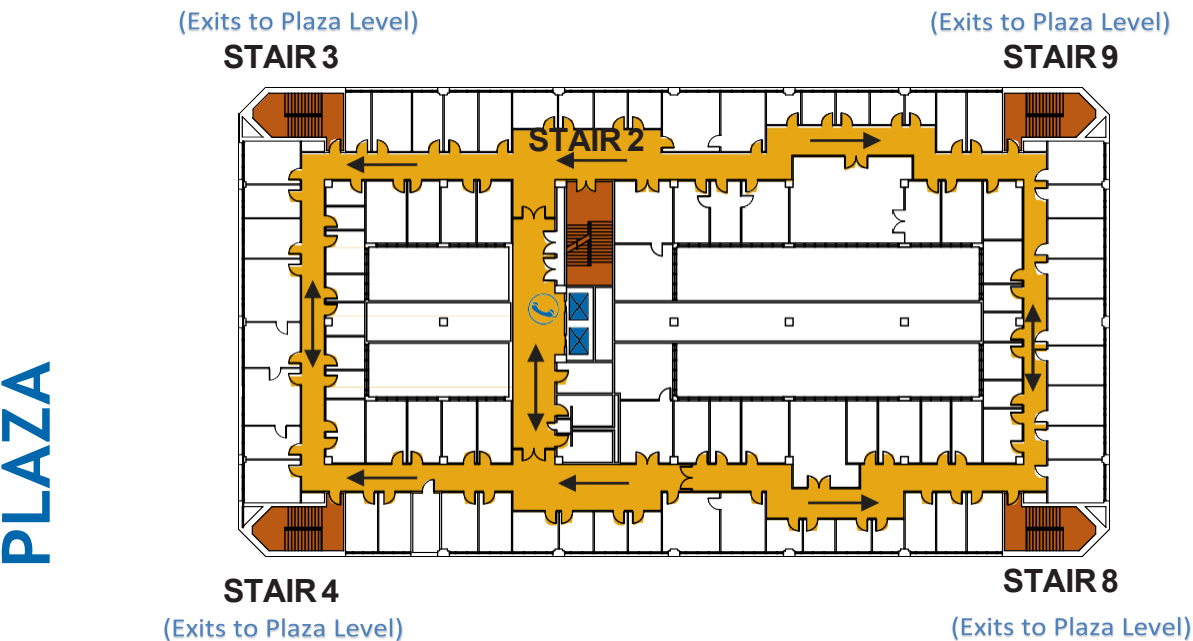 (Exits to Plaza Level)
STAIR 3
(Exits to Plaza Level)
STAIR 9
STAIR 2
PLAZA
STAIR 4
(Exits to Plaza Level)
STAIR 8
(Exits to Plaza Level)